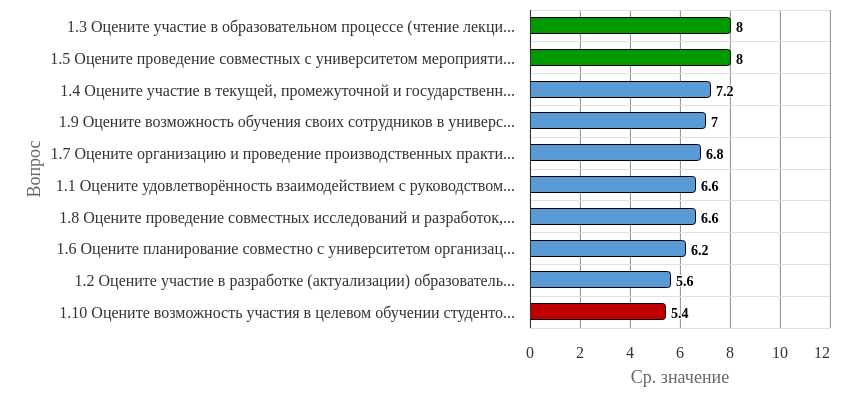 1.3 Оцените участие в образовательном процессе (чтение лекци... 8
1.5 Оцените проведение совместных с университетом мероприяти... 8
1.4 Оцените участие в текущей, промежуточной и государственн... 7.2
1.9 Оцените возможность обучения своих сотрудников в универс... 7
1.7 Оцените организацию и проведение производственных практи... 6.8
1.1 Оцените удовлетворённость взаимодействием с руководством... 6.6
1.8 Оцените проведение совместных исследований и разработок,... 6.6
1.6 Оцените планирование совместно с университетом организац... 6.2
1.2 Оцените участие в разработке (актуализации) образователь... 5.6
1.10 Оцените возможность участия в целевом обучении студенто... 5.4
Вопрос
0 2 4 6 8 10 12
Ср. значение